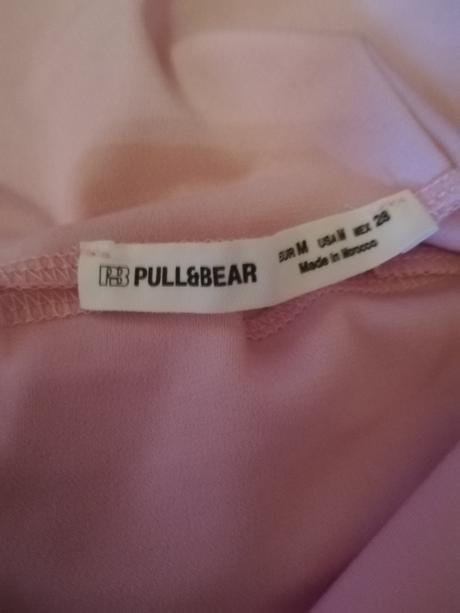 P&B PULL&BEAR
EUR M USA M MEX 28
Made in Morocco